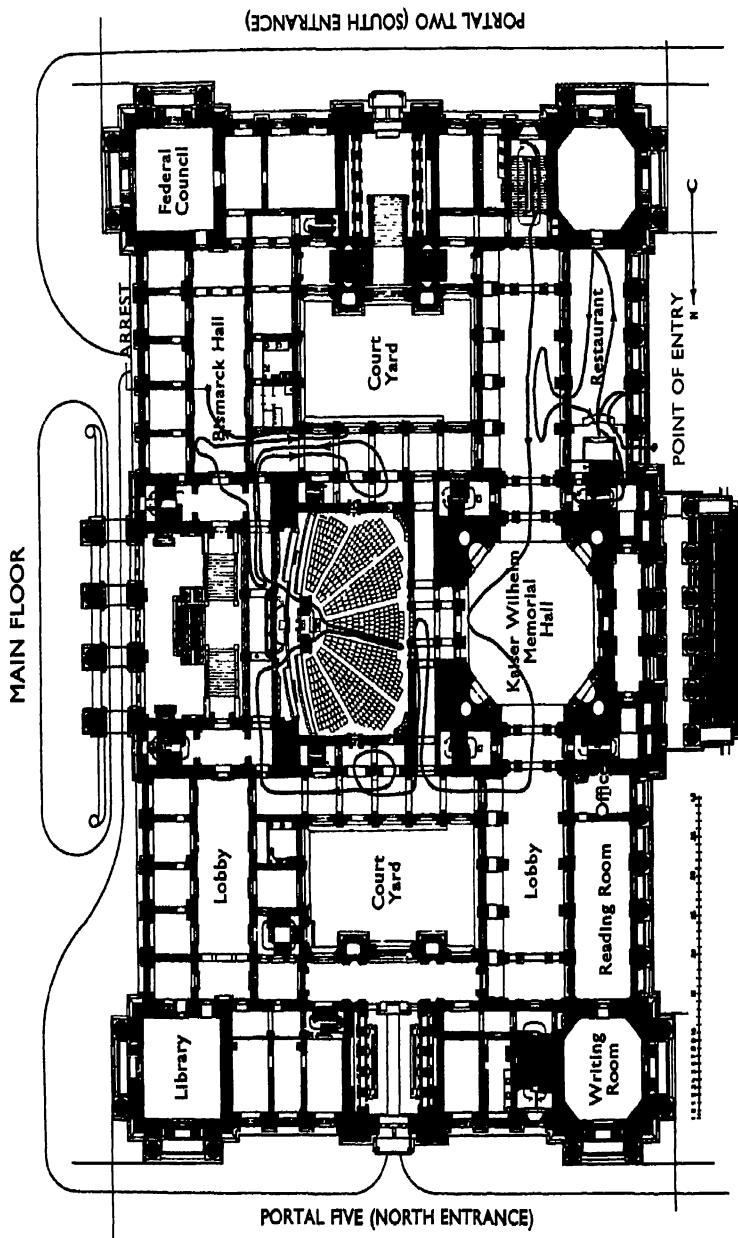 PORTAL TWO (SOUTH ENTRANCE)
MAIN FLOOR
Federal
Council
ARREST
Bismarck Hall
Court
Yard
Restaurant
N
POINT OF ENTRY
Kaiser Wilhelm
Memorial
Hall
Lobby
Court
Yard
Lobby
Office
Reading Room
Library
Writing
Room
PORTAL FIVE (NORTH ENTRANCE)